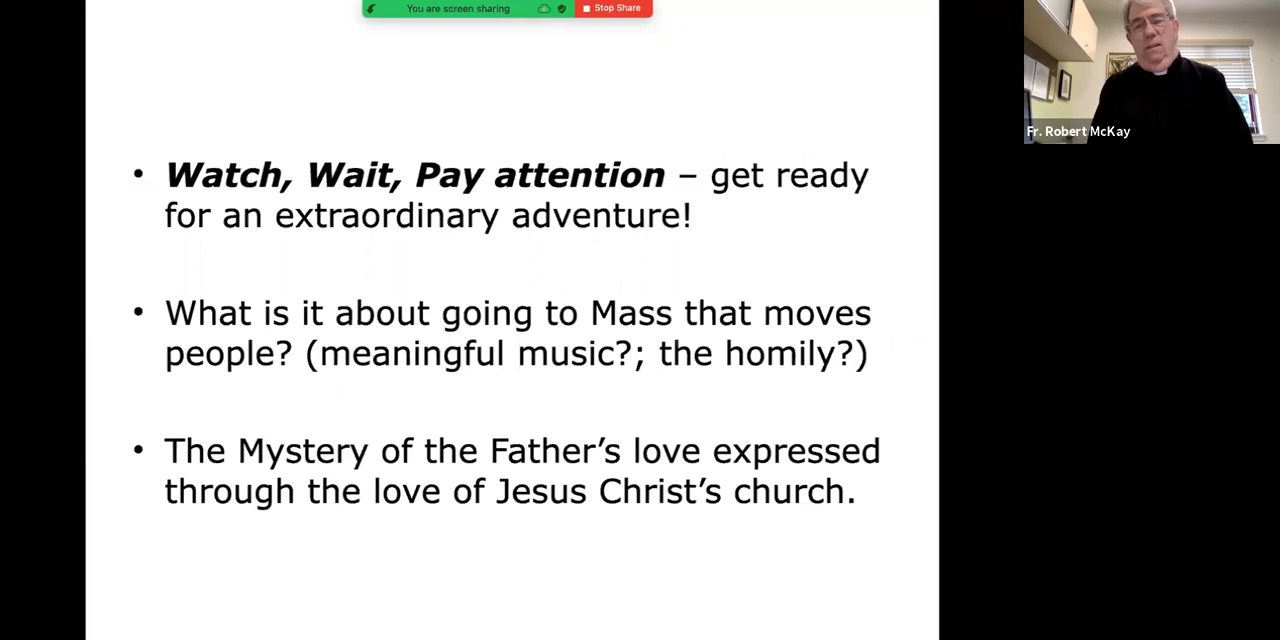 You are screen sharing
Stop Share
Fr. Robert McKay
• Watch, Wait, Pay attention – get ready
for an extraordinary adventure!
• What is it about going to Mass that moves
people? (meaningful music?; the homily?)
• The Mystery of the Father’s love expressed
through the love of Jesus Christ’s church.